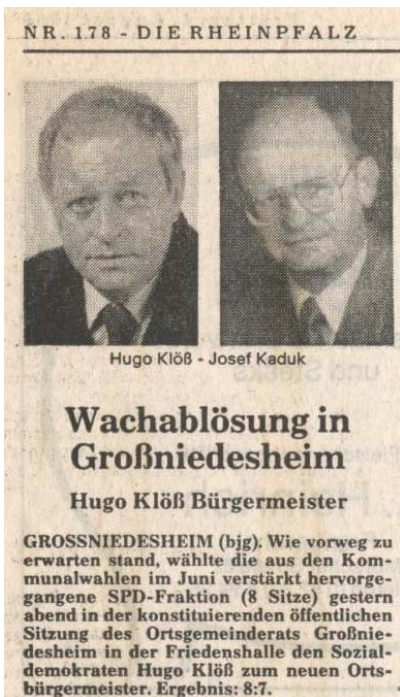 NR. 178 - DIE RHEINPFALZ
Hugo Klöß - Josef Kaduk
Wachablösung in
Großniedesheim
Hugo Klöß Bürgermeister
GROSSNIEDESHEIM (bjg). Wie vorweg zu
erwarten stand, wählte die aus den Kom-
munalwahlen im Juni verstärkt hervorge-
gangene SPD-Fraktion (8 Sitze) gestern
abend in der konstituierenden öffentlichen
Sitzung des Ortsgemeinderats Großnie-
desheim in der Friedenshalle den Sozial-
demokraten Hugo Klöß zum neuen Orts-
bürgermeister. Ergebnis: 8:7.